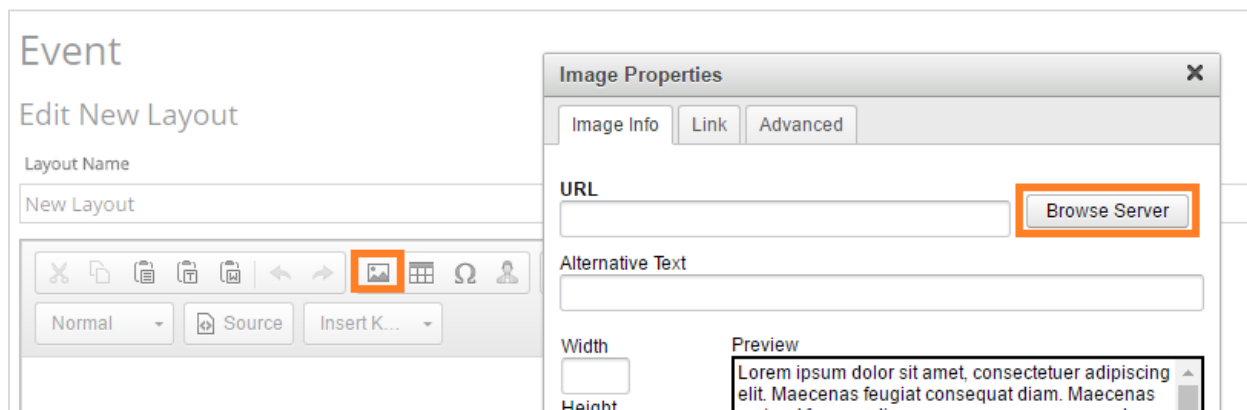 Event
Edit New Layout
Layout Name
New Layout
Normal
Source
Insert K...
Image Properties
Image Info Link Advanced
URL
Browse Server
Alternative Text
Width
Height
Preview
Lorem ipsum dolor sit amet, consectetuer adipiscing
elit. Maecenas feugiat consequat diam. Maecenas